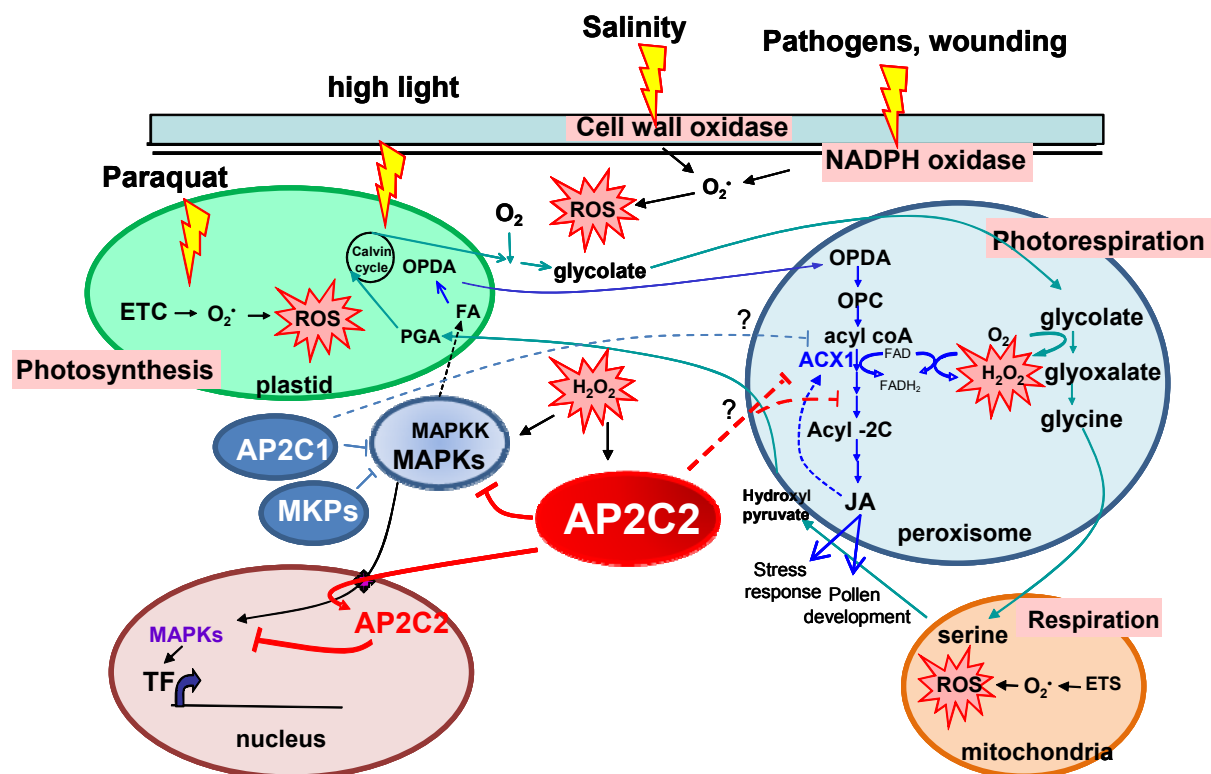 Salinity
Pathogens, wounding
high light
Cell wall oxidase
NADPH oxidase
Paraquat
O₂•
ROS
O₂
Photorespiration
Calvin
cycle
OPDA
glycolate
OPDA
ETC
O₂•
ROS
FA
PGA
OPC
glycolate
?
acyl coA
O₂
ACX1
FAD
FADH₂
H₂O₂
glyoxalate
Photosynthesis
plastid
H₂O₂
glycine
?
AP2C1
MAPKK
MAPKs
Acyl -2C
MKPs
AP2C2
Hydroxyl
pyruvate
JA
peroxisome
Stress
response
Pollen
development
AP2C2
MAPKs
TF
nucleus
serine
Respiration
ROS
O₂•
ETS
mitochondria